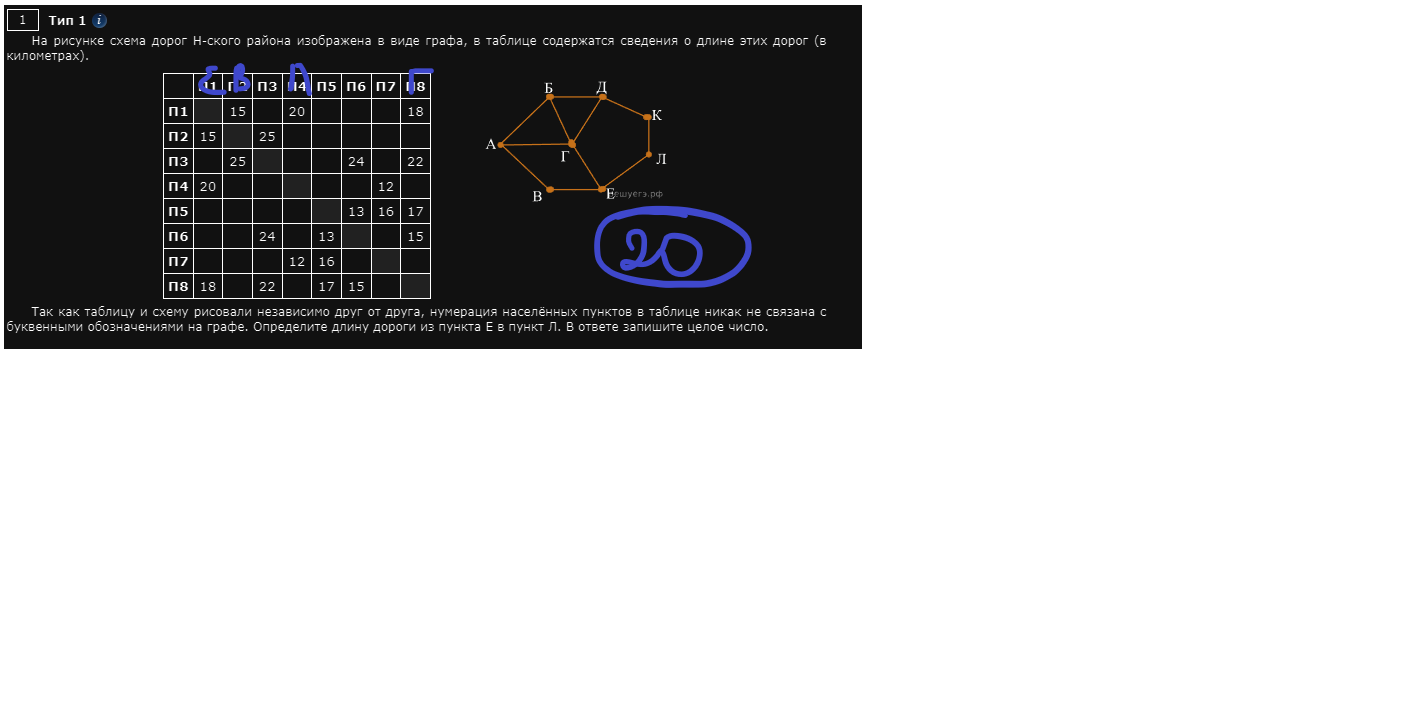 1 Тип 1 i
На рисунке схема дорог Н-ского района изображена в виде графа, в таблице содержатся сведения о длине этих дорог (в
километрах).
Е В Л Г
П1 П2 П3 П4 П5 П6 П7 П8
П1 15 20 18
П2 15 25
П3 25 24 22
П4 20 12
П5 13 16 17
П6 24 13 15
П7 12 16
П8 18 22 17 15
Б Д
К
А
Г
Л
В
Е
ешуегэ.рф
20
Так как таблицу и схему рисовали независимо друг от друга, нумерация населённых пунктов в таблице никак не связана с
буквенными обозначениями на графе. Определите длину дороги из пункта Е в пункт Л. В ответе запишите целое число.